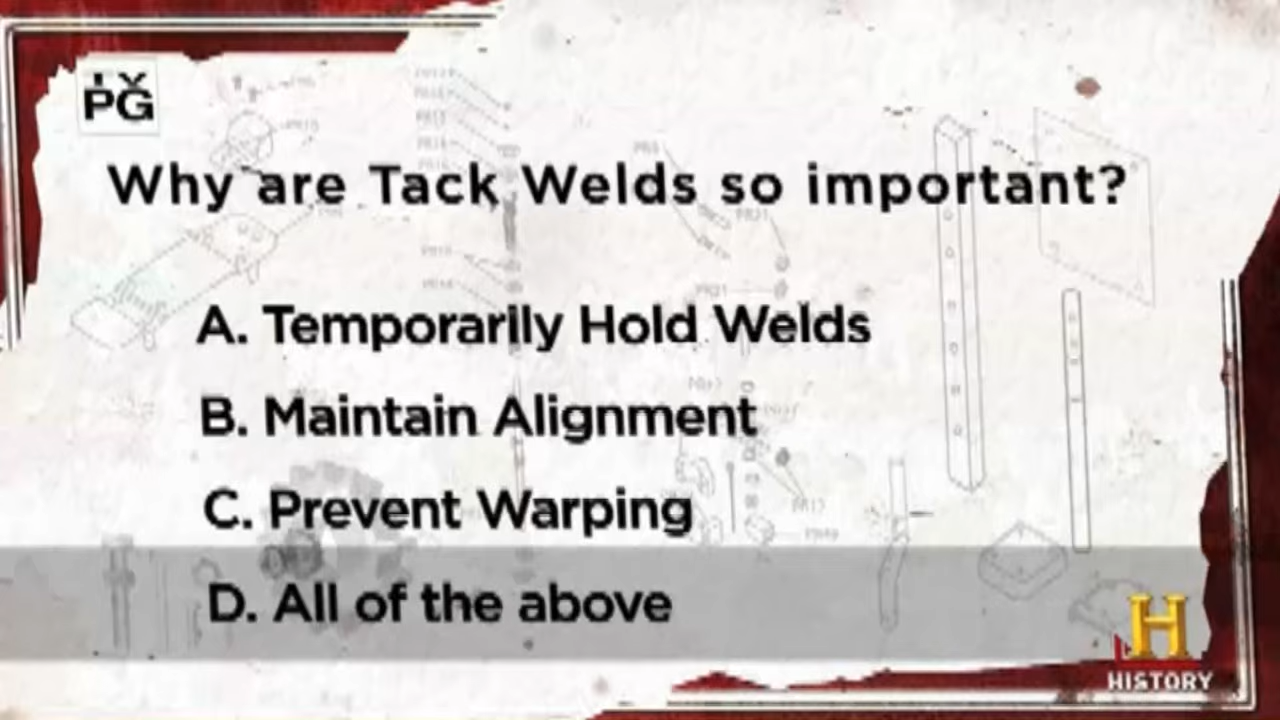 TV
PG
Why are Tack Welds so important?
A. Temporarily Hold Welds
B. Maintain Alignment
C. Prevent Warping
D. All of the above
H
HISTORY